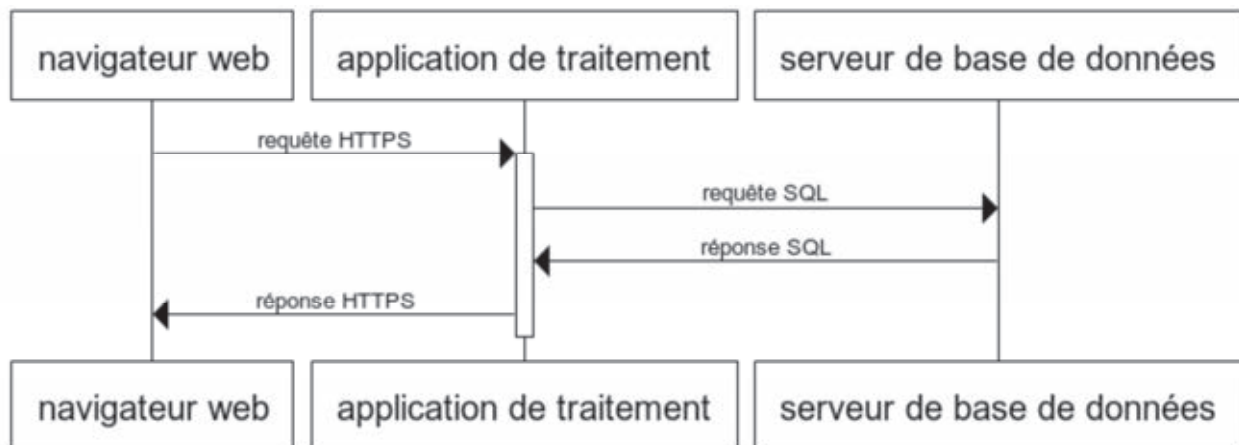 navigateur web
application de traitement
serveur de base de données
requête HTTPS
requête SQL
réponse SQL
réponse HTTPS
navigateur web
application de traitement
serveur de base de données